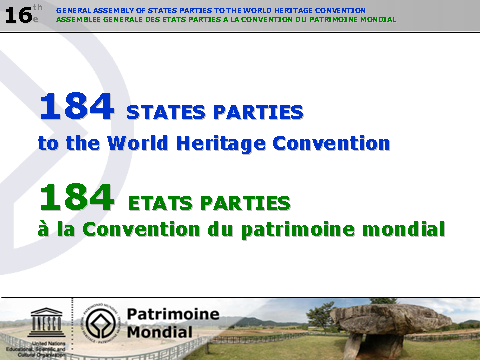 16th e
GENERAL ASSEMBLY OF STATES PARTIES TO THE WORLD HERITAGE CONVENTION
ASSEMBLEE GENERALE DES ETATS PARTIES A LA CONVENTION DU PATRIMOINE MONDIAL
184 STATES PARTIES
to the World Heritage Convention
184 ETATS PARTIES
à la Convention du patrimoine mondial
Patrimoine
Mondial
United Nations
Educational, Scientific and
Cultural Organization